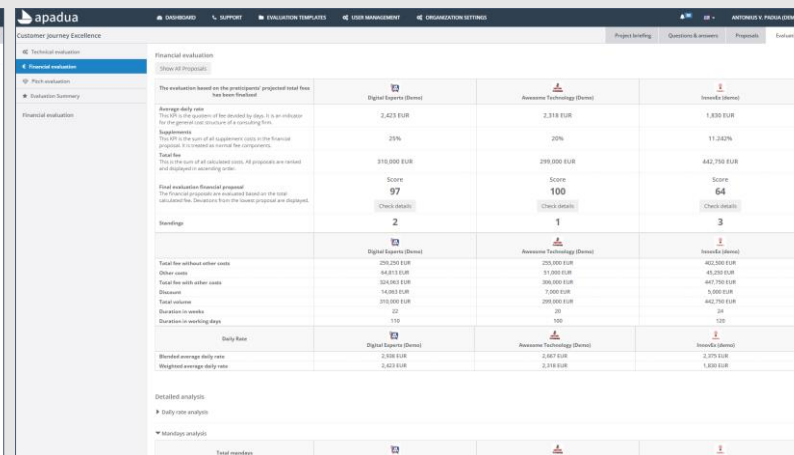 apadua
DASHBOARD SUPPORT EVALUATION TEMPLATES USER MANAGEMENT ORGANIZATION SETTINGS ANTONIUS V. PADUA (DEM
Customer Journey Excellence Project briefing Questions & answers Proposals Evaluat
Technical evaluation
Financial evaluation
Pitch evaluation
Evaluation Summary
Financial evaluation
Financial evaluation
Show All Proposals
The evaluation based on the praticipants' projected total fees
has been finalized
Digital Experts (Demo) Awesome Technology (Demo) InnovEx (demo)
Average daily rate
This KPI is the quotient of fee devided by days. It is an indicator
for the general cost structure of a consulting firm.
2,423 EUR 2,318 EUR 1,830 EUR
Supplements
This KPI is the sum of all supplement costs in the financial
proposal. It is treated as normal fee components.
25% 20% 11.242%
Total fee
This is the sum of all calculated costs. All proposals are ranked
and displayed in ascending order.
310,000 EUR 299,000 EUR 442,750 EUR
Final evaluation financial proposal
The financial proposals are evaluated based on the total
calculated fee. Deviations from the lowest proposal are displayed.
Score Score Score
97 100 64
Check details Check details Check details
Standings 2 1 3
Digital Experts (Demo) Awesome Technology (Demo) InnovEx (demo)
Total fee without other costs 259,250 EUR 255,000 EUR 402,500 EUR
Other costs 64,813 EUR 51,000 EUR 45,250 EUR
Total fee with other costs 324,063 EUR 306,000 EUR 447,750 EUR
Discount 14,063 EUR 7,000 EUR 5,000 EUR
Total volume 310,000 EUR 299,000 EUR 442,750 EUR
Duration in weeks 22 20 24
Duration in working days 110 100 120
Daily Rate
Digital Experts (Demo) Awesome Technology (Demo) InnovEx (demo)
Blended average daily rate 2,938 EUR 2,667 EUR 2,375 EUR
Weighted average daily rate 2,423 EUR 2,318 EUR 1,830 EUR
Detailed analysis
Daily rate analysis
Mandays analysis
Total mandays